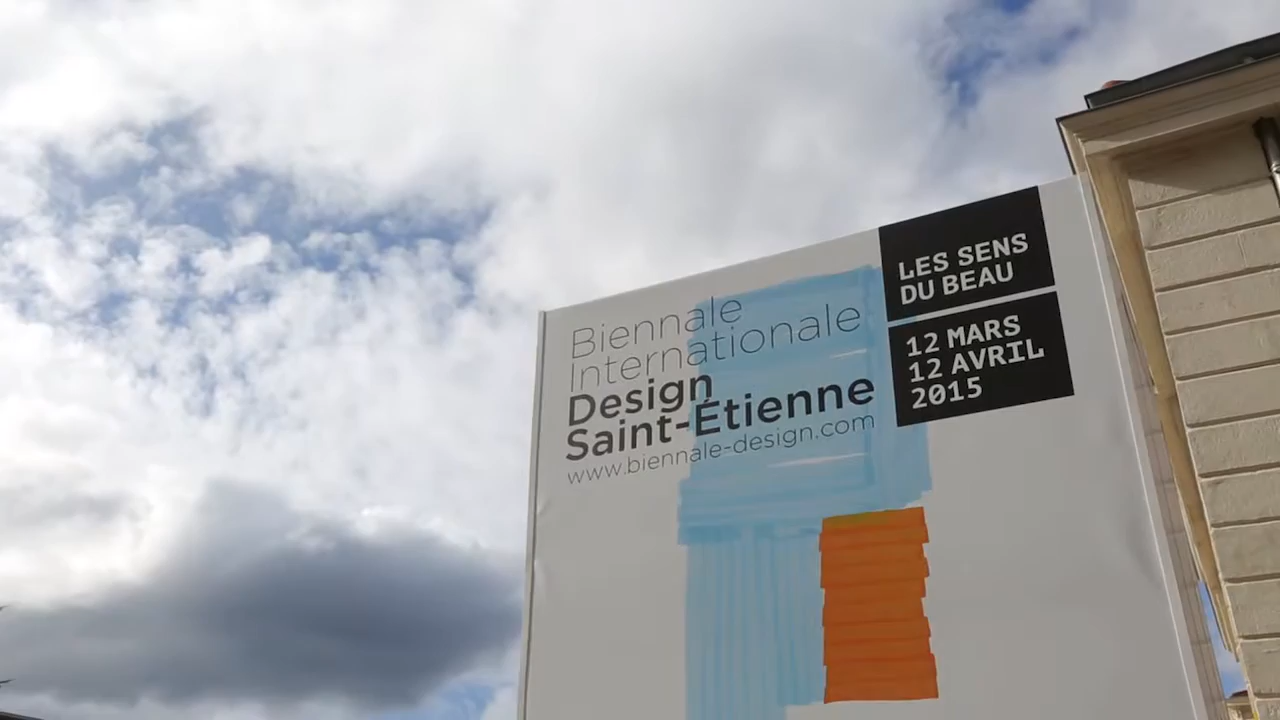 Biennale
Internationale
Design
Saint-Étienne
www.biennale-design.com
LES SENS
DU BEAU
12 MARS
12 AVRIL
2015